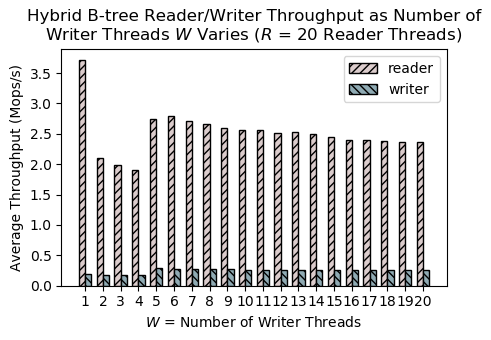 Hybrid B-tree Reader/Writer Throughput as Number of
Writer Threads W Varies (R = 20 Reader Threads)
Average Throughput (Mops/s)
3.5
3.0
2.5
2.0
1.5
1.0
0.5
0.0
reader
writer
1 2 3 4 5 6 7 8 9 10 11 12 13 14 15 16 17 18 19 20
W = Number of Writer Threads